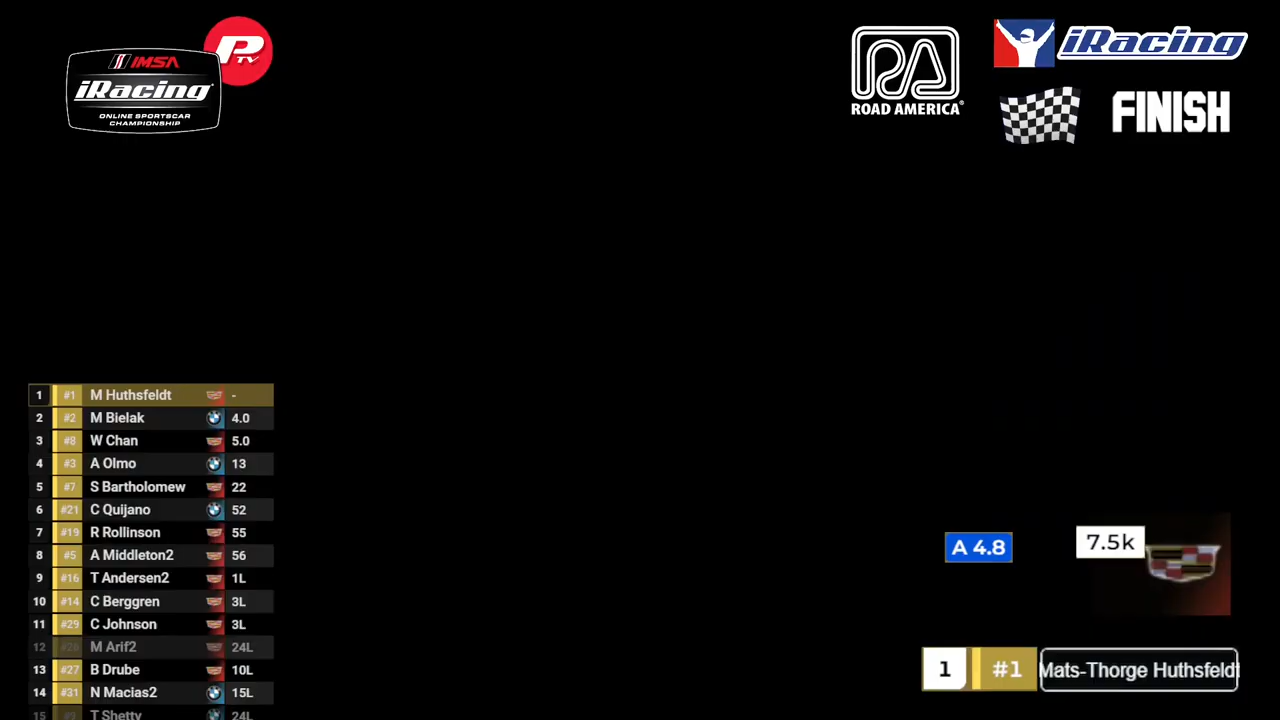 P
TV
IMSA
iRacing
ONLINE SPORTSCAR
CHAMPIONSHIP
RA
ROAD AMERICA
iRacing
FINISH
1 #1 M Huthsfeldt -
2 #2 M Bielak 4.0
3 #8 W Chan 5.0
4 #3 A Olmo 13
5 #7 S Bartholomew 22
6 #21 C Quijano 52
7 #19 R Rollinson 55
8 #5 A Middleton2 56
9 #16 T Andersen2 1L
10 #14 C Berggren 3L
11 #29 C Johnson 3L
12 #28 M Arif2 24L
13 #27 B Drube 10L
14 #31 N Macias2 15L
15 T Shetty 24L
A 4.8
7.5k
1 #1 Mats-Thorge Huthsfeldt